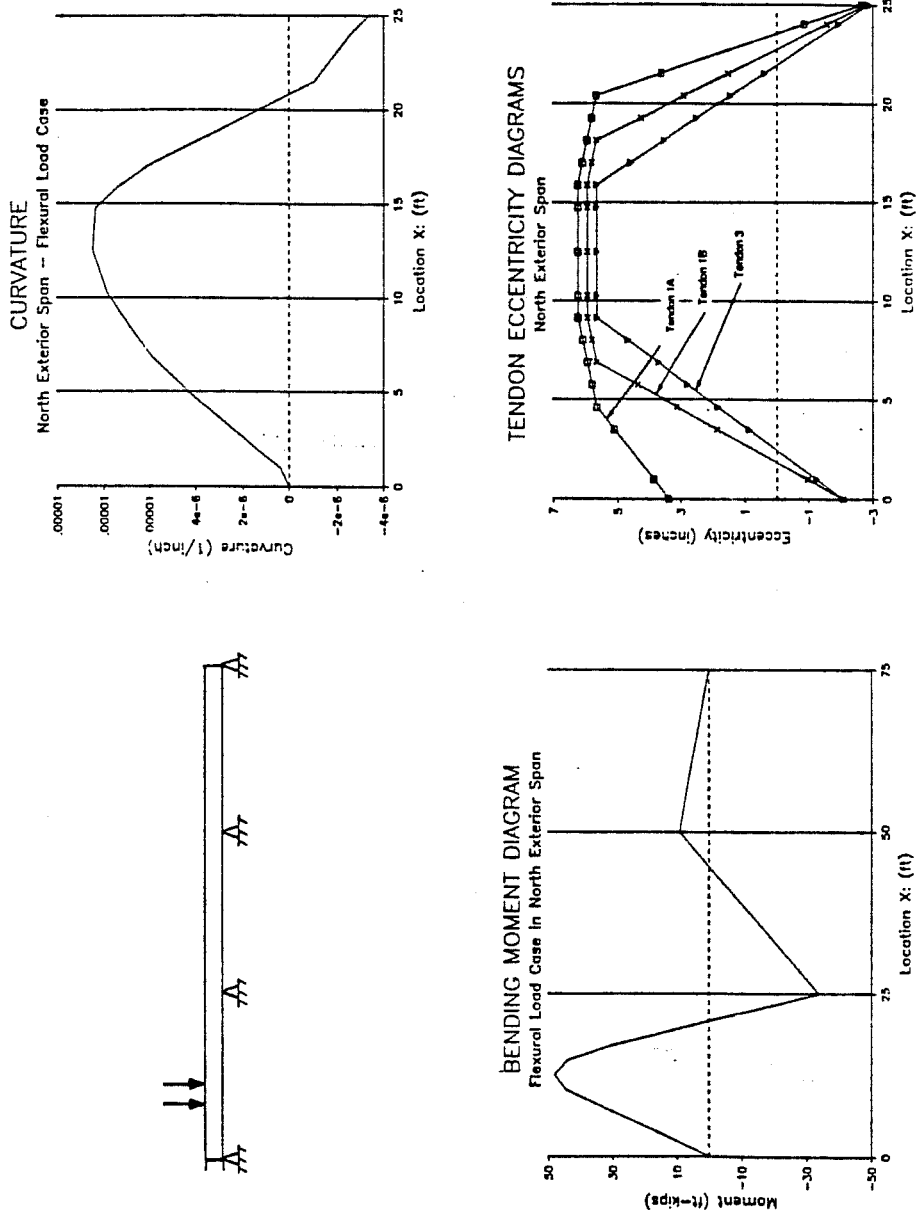 CURVATURE
North Exterior Span -- Flexural Load Case
.00001
.00001
.00001
4e-6
2e-6
0
-2e-6
-4e-6
Curvature (1/inch)
0
5
10
15
20
25
Location X: (ft)
BENDING MOMENT DIAGRAM
Flexural Load Case in North Exterior Span
50
30
10
-10
-30
-50
Moment (ft-kips)
0
25
50
75
Location X: (ft)
TENDON ECCENTRICITY DIAGRAMS
North Exterior Span
7
5
3
1
-1
-3
Eccentricity (inches)
Tendon 1A
Tendon 1B
Tendon 3
0
5
10
15
20
25
Location X: (ft)